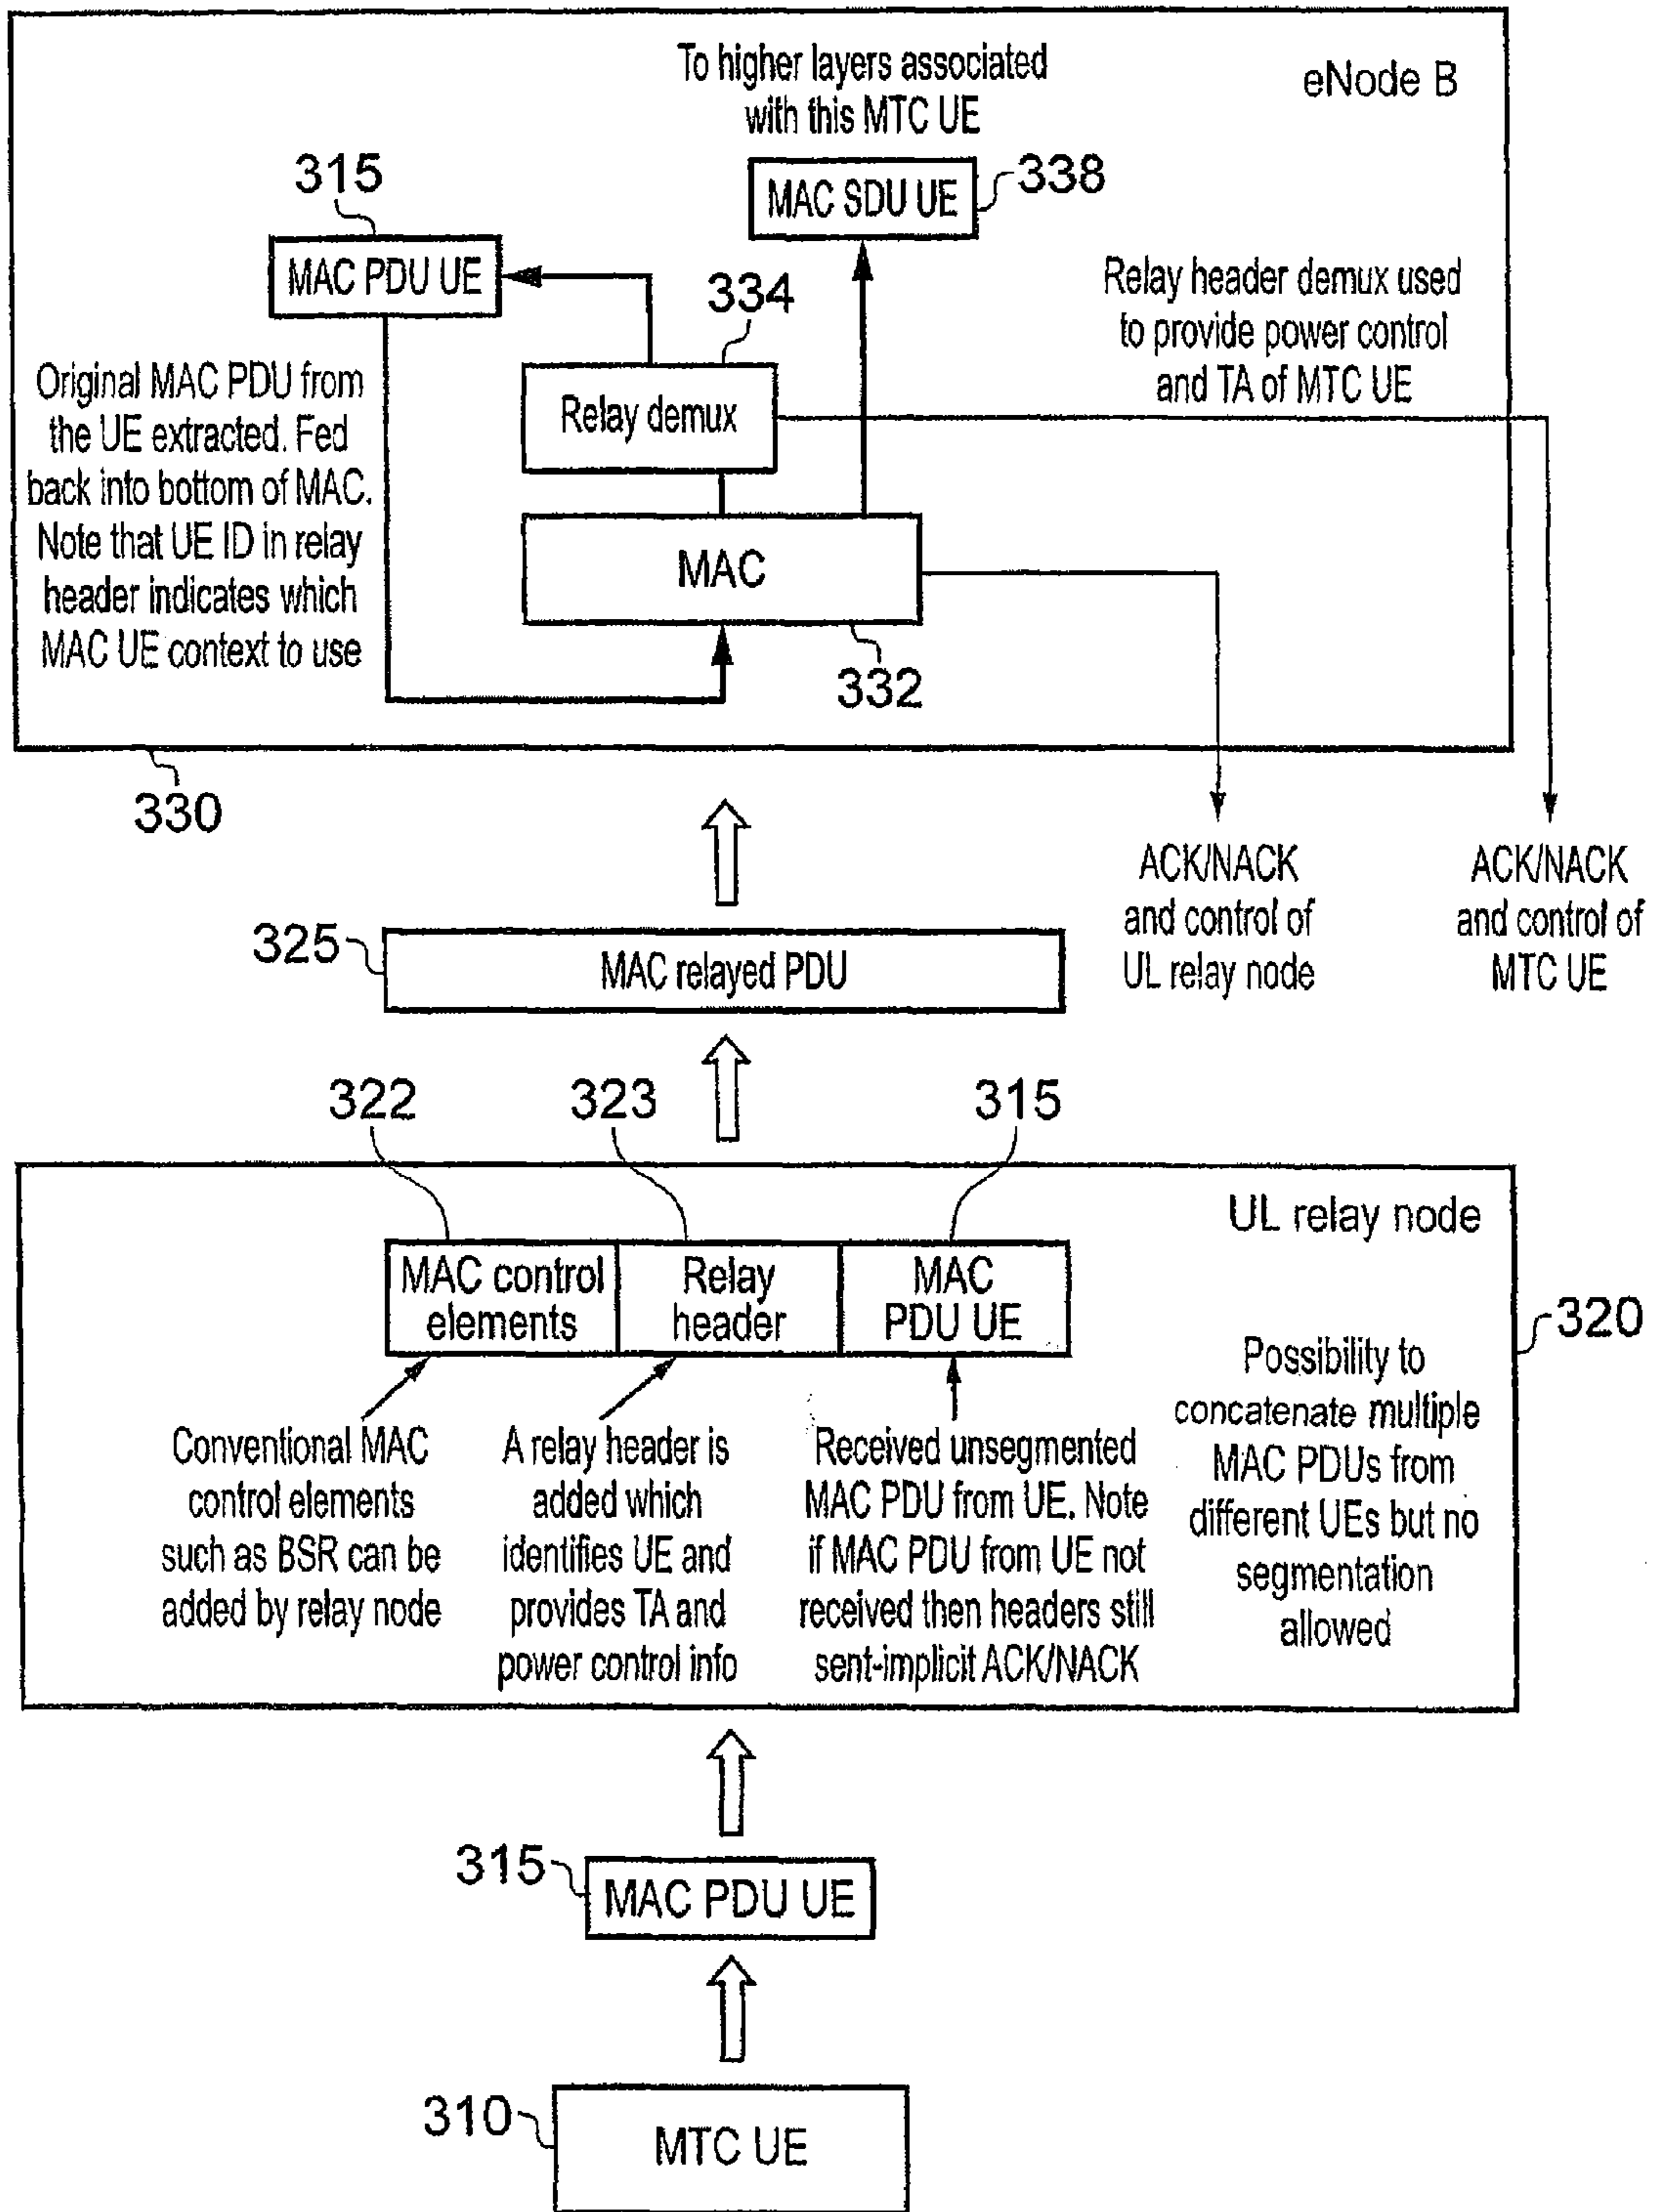 eNode B
To higher layers associated
with this MTC UE
315
MAC SDU UE
338
MAC PDU UE
334
Relay header demux used
to provide power control
and TA of MTC UE
Original MAC PDU from
the UE extracted. Fed
back into bottom of MAC.
Note that UE ID in relay
header indicates which
MAC UE context to use
Relay demux
MAC
332
330
ACK/NACK
and control of
UL relay node
ACK/NACK
and control of
MTC UE
325
MAC relayed PDU
322
323
315
UL relay node
MAC control
elements
Relay
header
MAC
PDU UE
320
Conventional MAC
control elements
such as BSR can be
added by relay node
A relay header is
added which
identifies UE and
provides TA and
power control info
Received unsegmented
MAC PDU from UE. Note
if MAC PDU from UE not
received then headers still
sent-implicit ACK/NACK
Possibility to
concatenate multiple
MAC PDUs from
different UEs but no
segmentation
allowed
315
MAC PDU UE
310
MTC UE